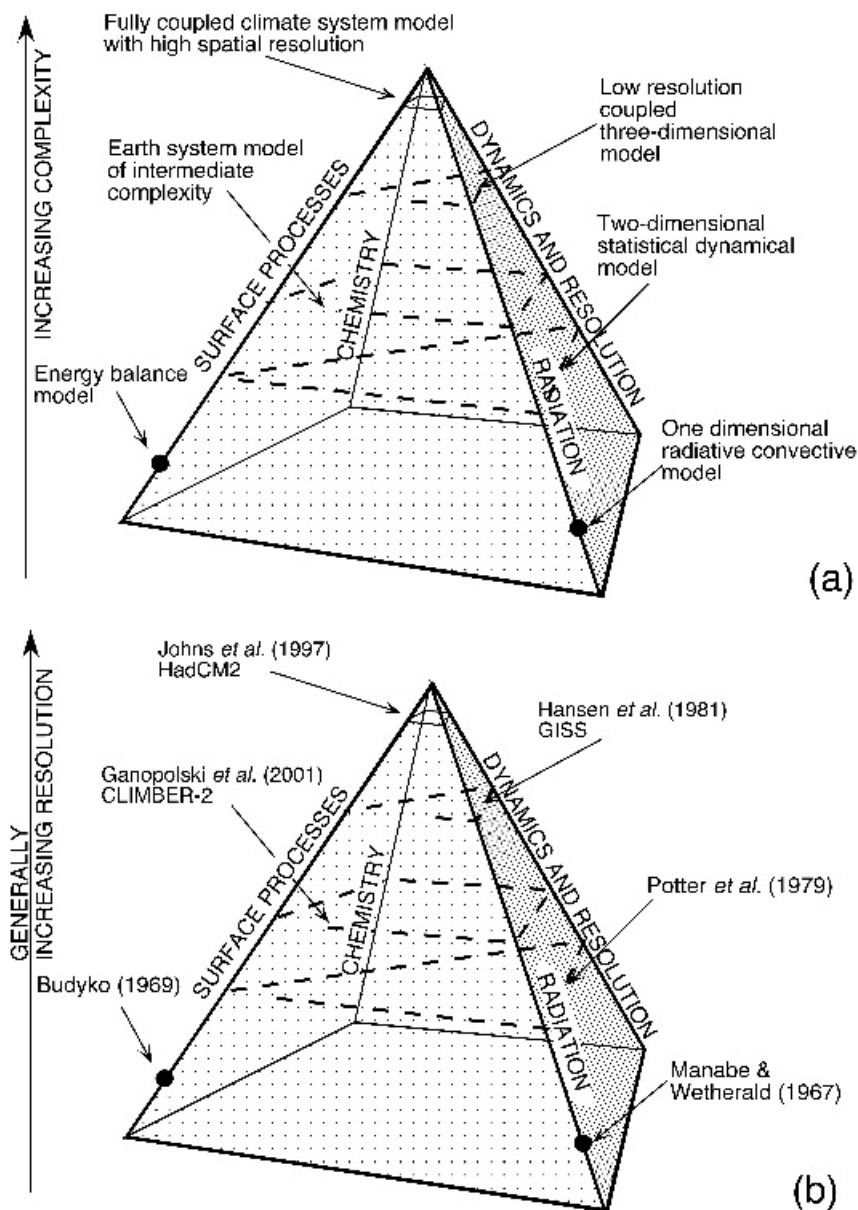 Fully coupled climate system model
with high spatial resolution
INCREASING COMPLEXITY
Low resolution
coupled
three-dimensional
model
Earth system model
of intermediate
complexity
SURFACE PROCESSES
CHEMISTRY
DYNAMICS AND RESOLUTION
RADIATION
Two-dimensional
statistical dynamical
model
Energy balance
model
One dimensional
radiative convective
model
(a)
Johns et al. (1997)
HadCM2
GENERALLY
INCREASING RESOLUTION
Hansen et al. (1981)
GISS
Ganopolski et al. (2001)
CLIMBER-2
SURFACE PROCESSES
CHEMISTRY
DYNAMICS AND RESOLUTION
RADIATION
Potter et al. (1979)
Budyko (1969)
Manabe &
Wetherald (1967)
(b)